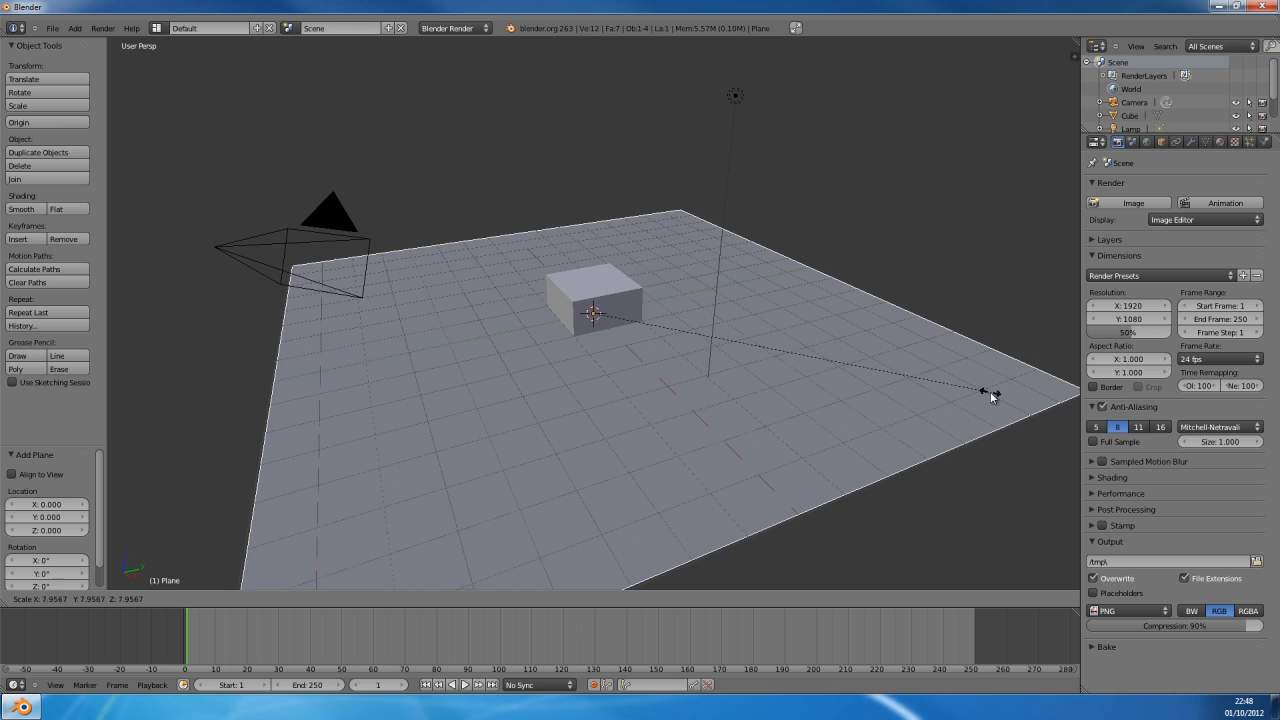 Blender
File Add Render Help Default Scene Blender Render blender.org 263 | Ve:12 | Fa:7 | Ob:1-4 | La:1 | Mem:5.57M (0.10M) | Plane
Object Tools
Transform:
Translate
Rotate
Scale
Origin
Object:
Duplicate Objects
Delete
Join
Shading:
Smooth Flat
Keyframes:
Insert Remove
Motion Paths:
Calculate Paths
Clear Paths
Repeat:
Repeat Last
History...
Grease Pencil:
Draw Line
Poly Erase
Use Sketching Sessio
Add Plane
Align to View
Location
X: 0.000
Y: 0.000
Z: 0.000
Rotation
X: 0°
Y: 0°
Z: 0°
User Persp
(1) Plane
Scale X: 7.9567 Y: 7.9567 Z: 7.9567
View Search All Scenes
Scene
RenderLayers
World
Camera
Cube
Lamp
Scene
Render
Image Animation
Display: Image Editor
Layers
Dimensions
Render Presets
Resolution: Frame Range:
X: 1920 Start Frame: 1
Y: 1080 End Frame: 250
50% Frame Step: 1
Aspect Ratio: Frame Rate:
X: 1.000 24 fps
Y: 1.000 Time Remapping:
Border Crop Ol: 100 Ne: 100
Anti-Aliasing
5 8 11 16 Mitchell-Netravali
Full Sample Size: 1.000
Sampled Motion Blur
Shading
Performance
Post Processing
Stamp
Output
/tmp\
Overwrite File Extensions
Placeholders
PNG BW RGB RGBA
Compression: 90%
Bake
-50 -40 -30 -20 -10 0 10 20 30 40 50 60 70 80 90 100 110 120 130 140 150 160 170 180 190 200 210 220 230 240 250 260 270 280
View Marker Frame Playback Start: 1 End: 250 1 No Sync
22:48
01/10/2012